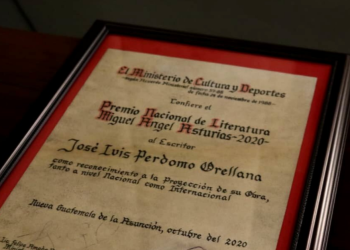 El Ministerio de Cultura y Deportes
Confiere el
Premio Nacional de Literatura
Miguel Angel Asturias -2020-
al Escritor
José Luis Perdomo Orellana
como reconocimiento a la Proyección de su Obra,
tanto a nivel Nacional como Internacional
Nueva Guatemala de la Asunción, octubre del 2020